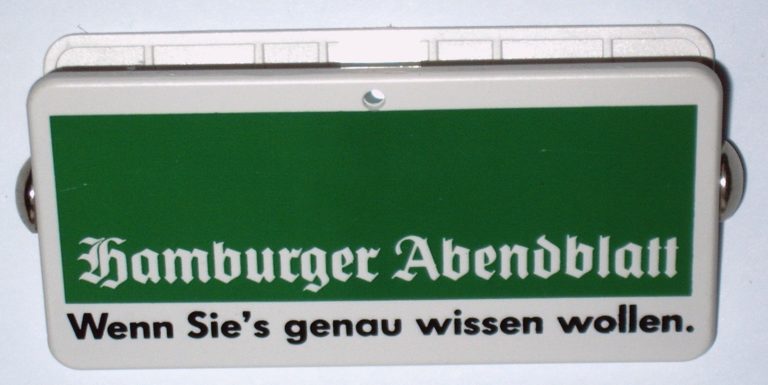 Hamburger Abendblatt
Wenn Sie's genau wissen wollen.